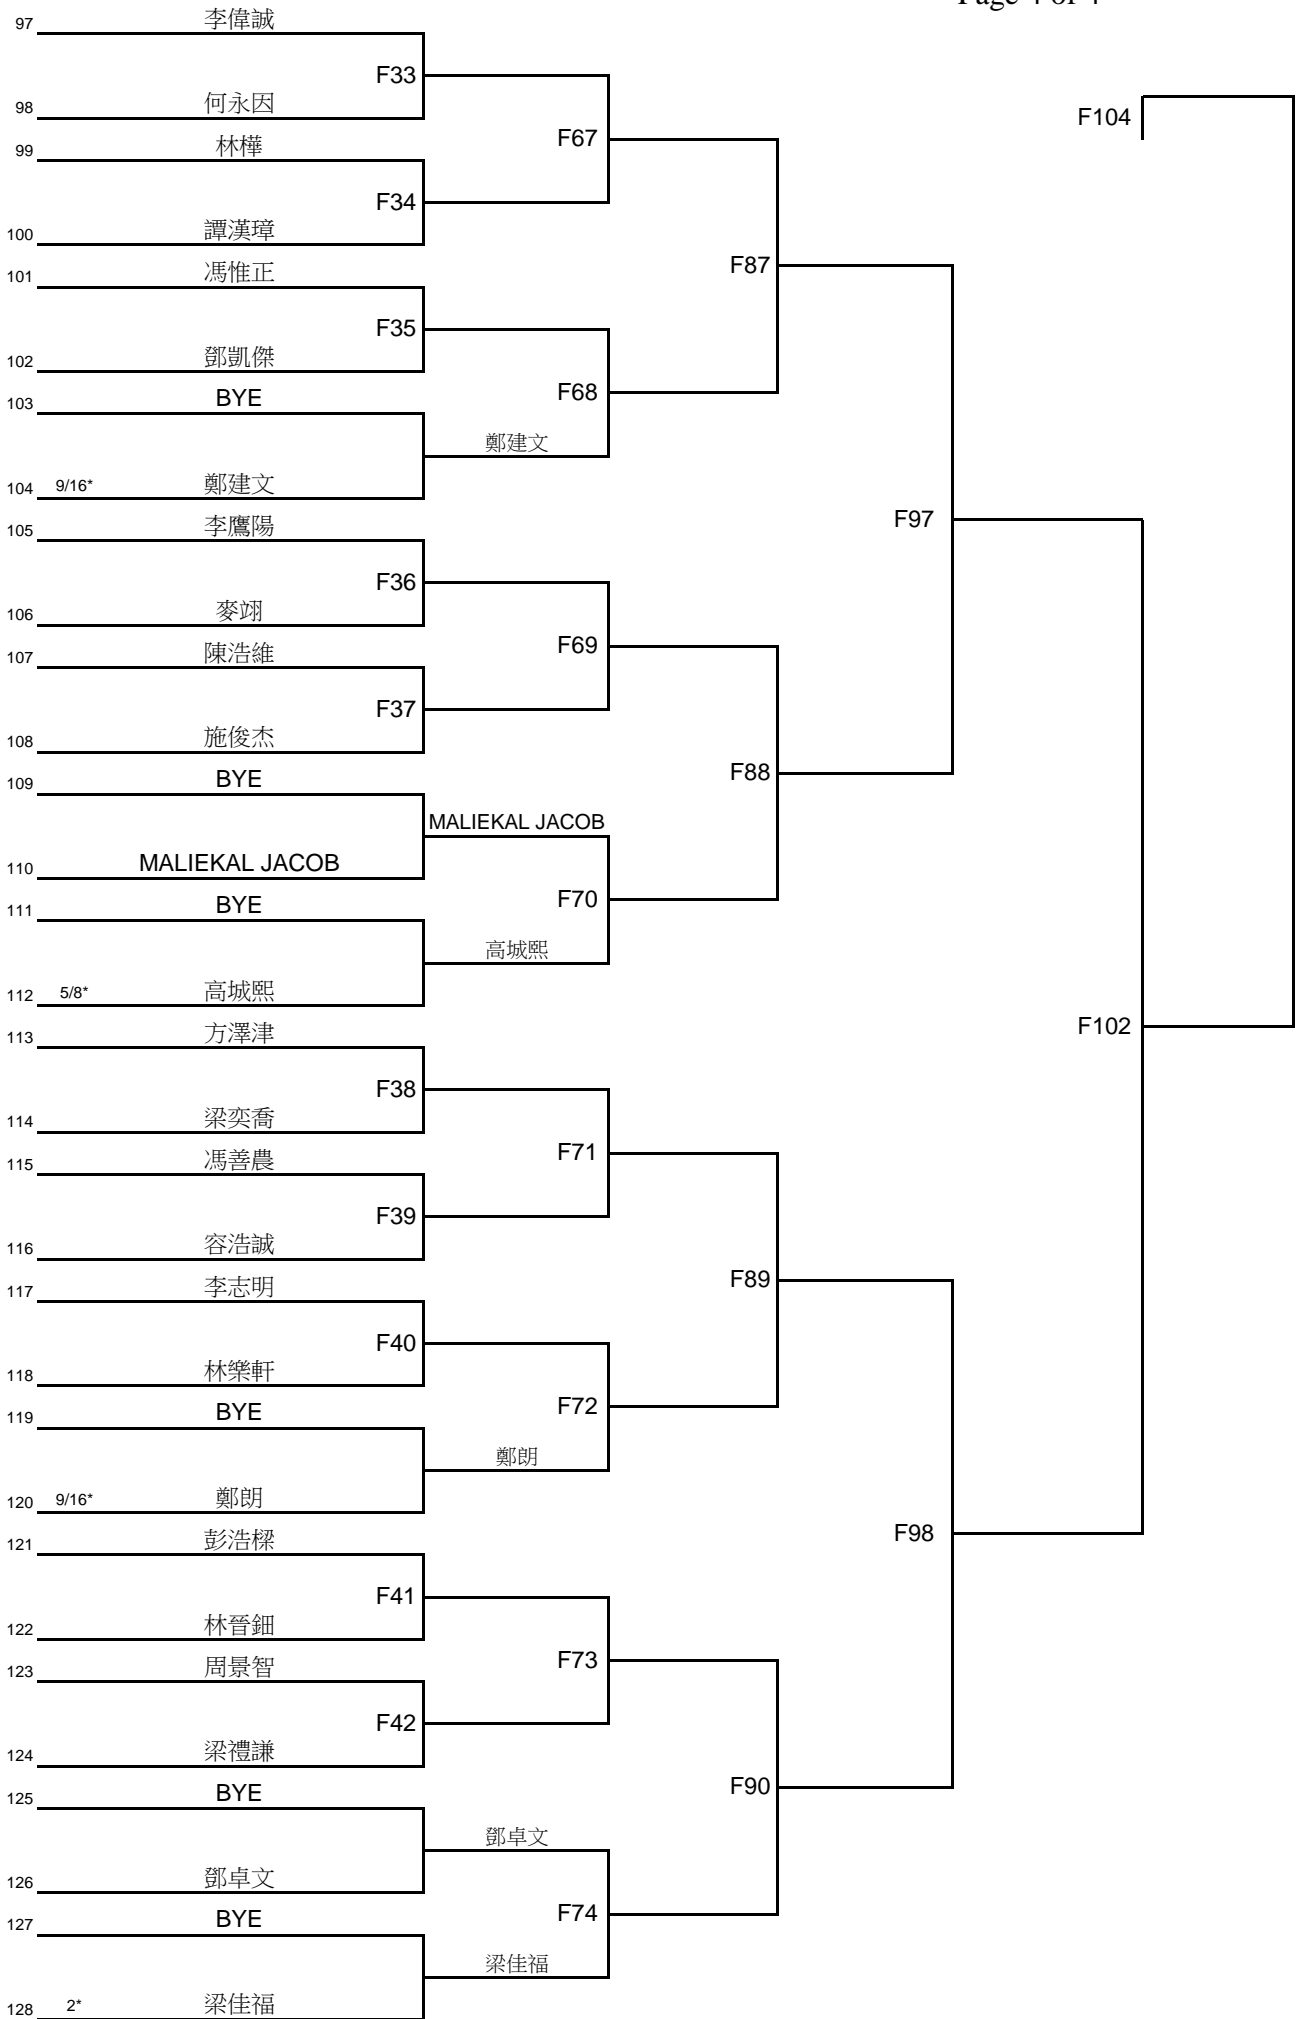 Page 4 of 4
97 李偉誠
F33
98 何永因
F67
F104
99 林樺
F34
100 譚漢璋
F87
101 馮惟正
F35
102 鄧凱傑
F68
103 BYE
鄭建文
104 9/16* 鄭建文
F97
105 李鷹陽
F36
106 麥翊
F69
107 陳浩維
F37
108 施俊杰
F88
109 BYE
MALIEKAL JACOB
110 MALIEKAL JACOB
F70
111 BYE
高城熙
112 5/8* 高城熙
F102
113 方澤津
F38
114 梁奕喬
F71
115 馮善農
F39
116 容浩誠
F89
117 李志明
F40
118 林樂軒
F72
119 BYE
鄭朗
120 9/16* 鄭朗
F98
121 彭浩樑
F41
122 林晉鈿
F73
123 周景智
F42
124 梁禮謙
F90
125 BYE
鄧卓文
126 鄧卓文
F74
127 BYE
梁佳福
128 2* 梁佳福